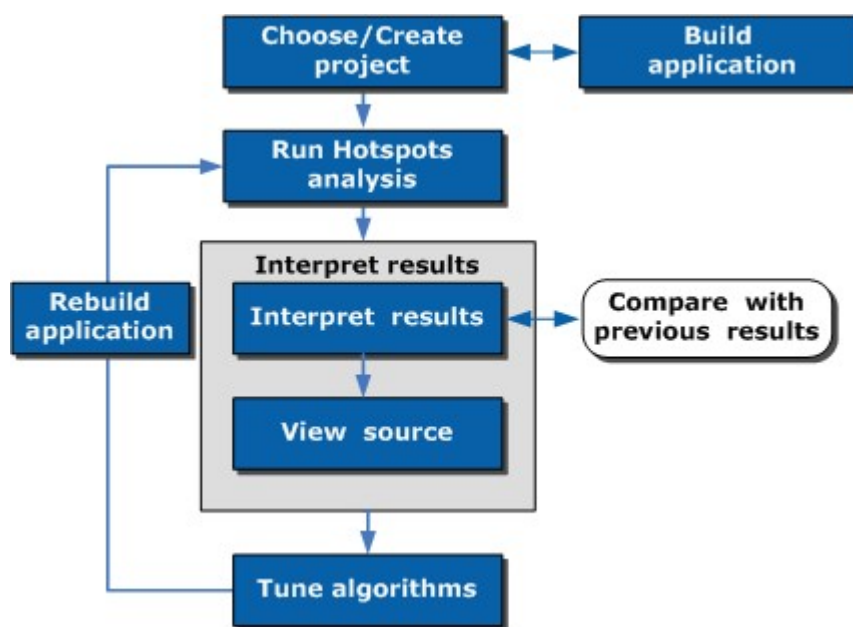 Choose/Create
project
Build
application
Run Hotspots
analysis
Interpret results
Interpret results
Rebuild
application
Compare with
previous results
View source
Tune algorithms